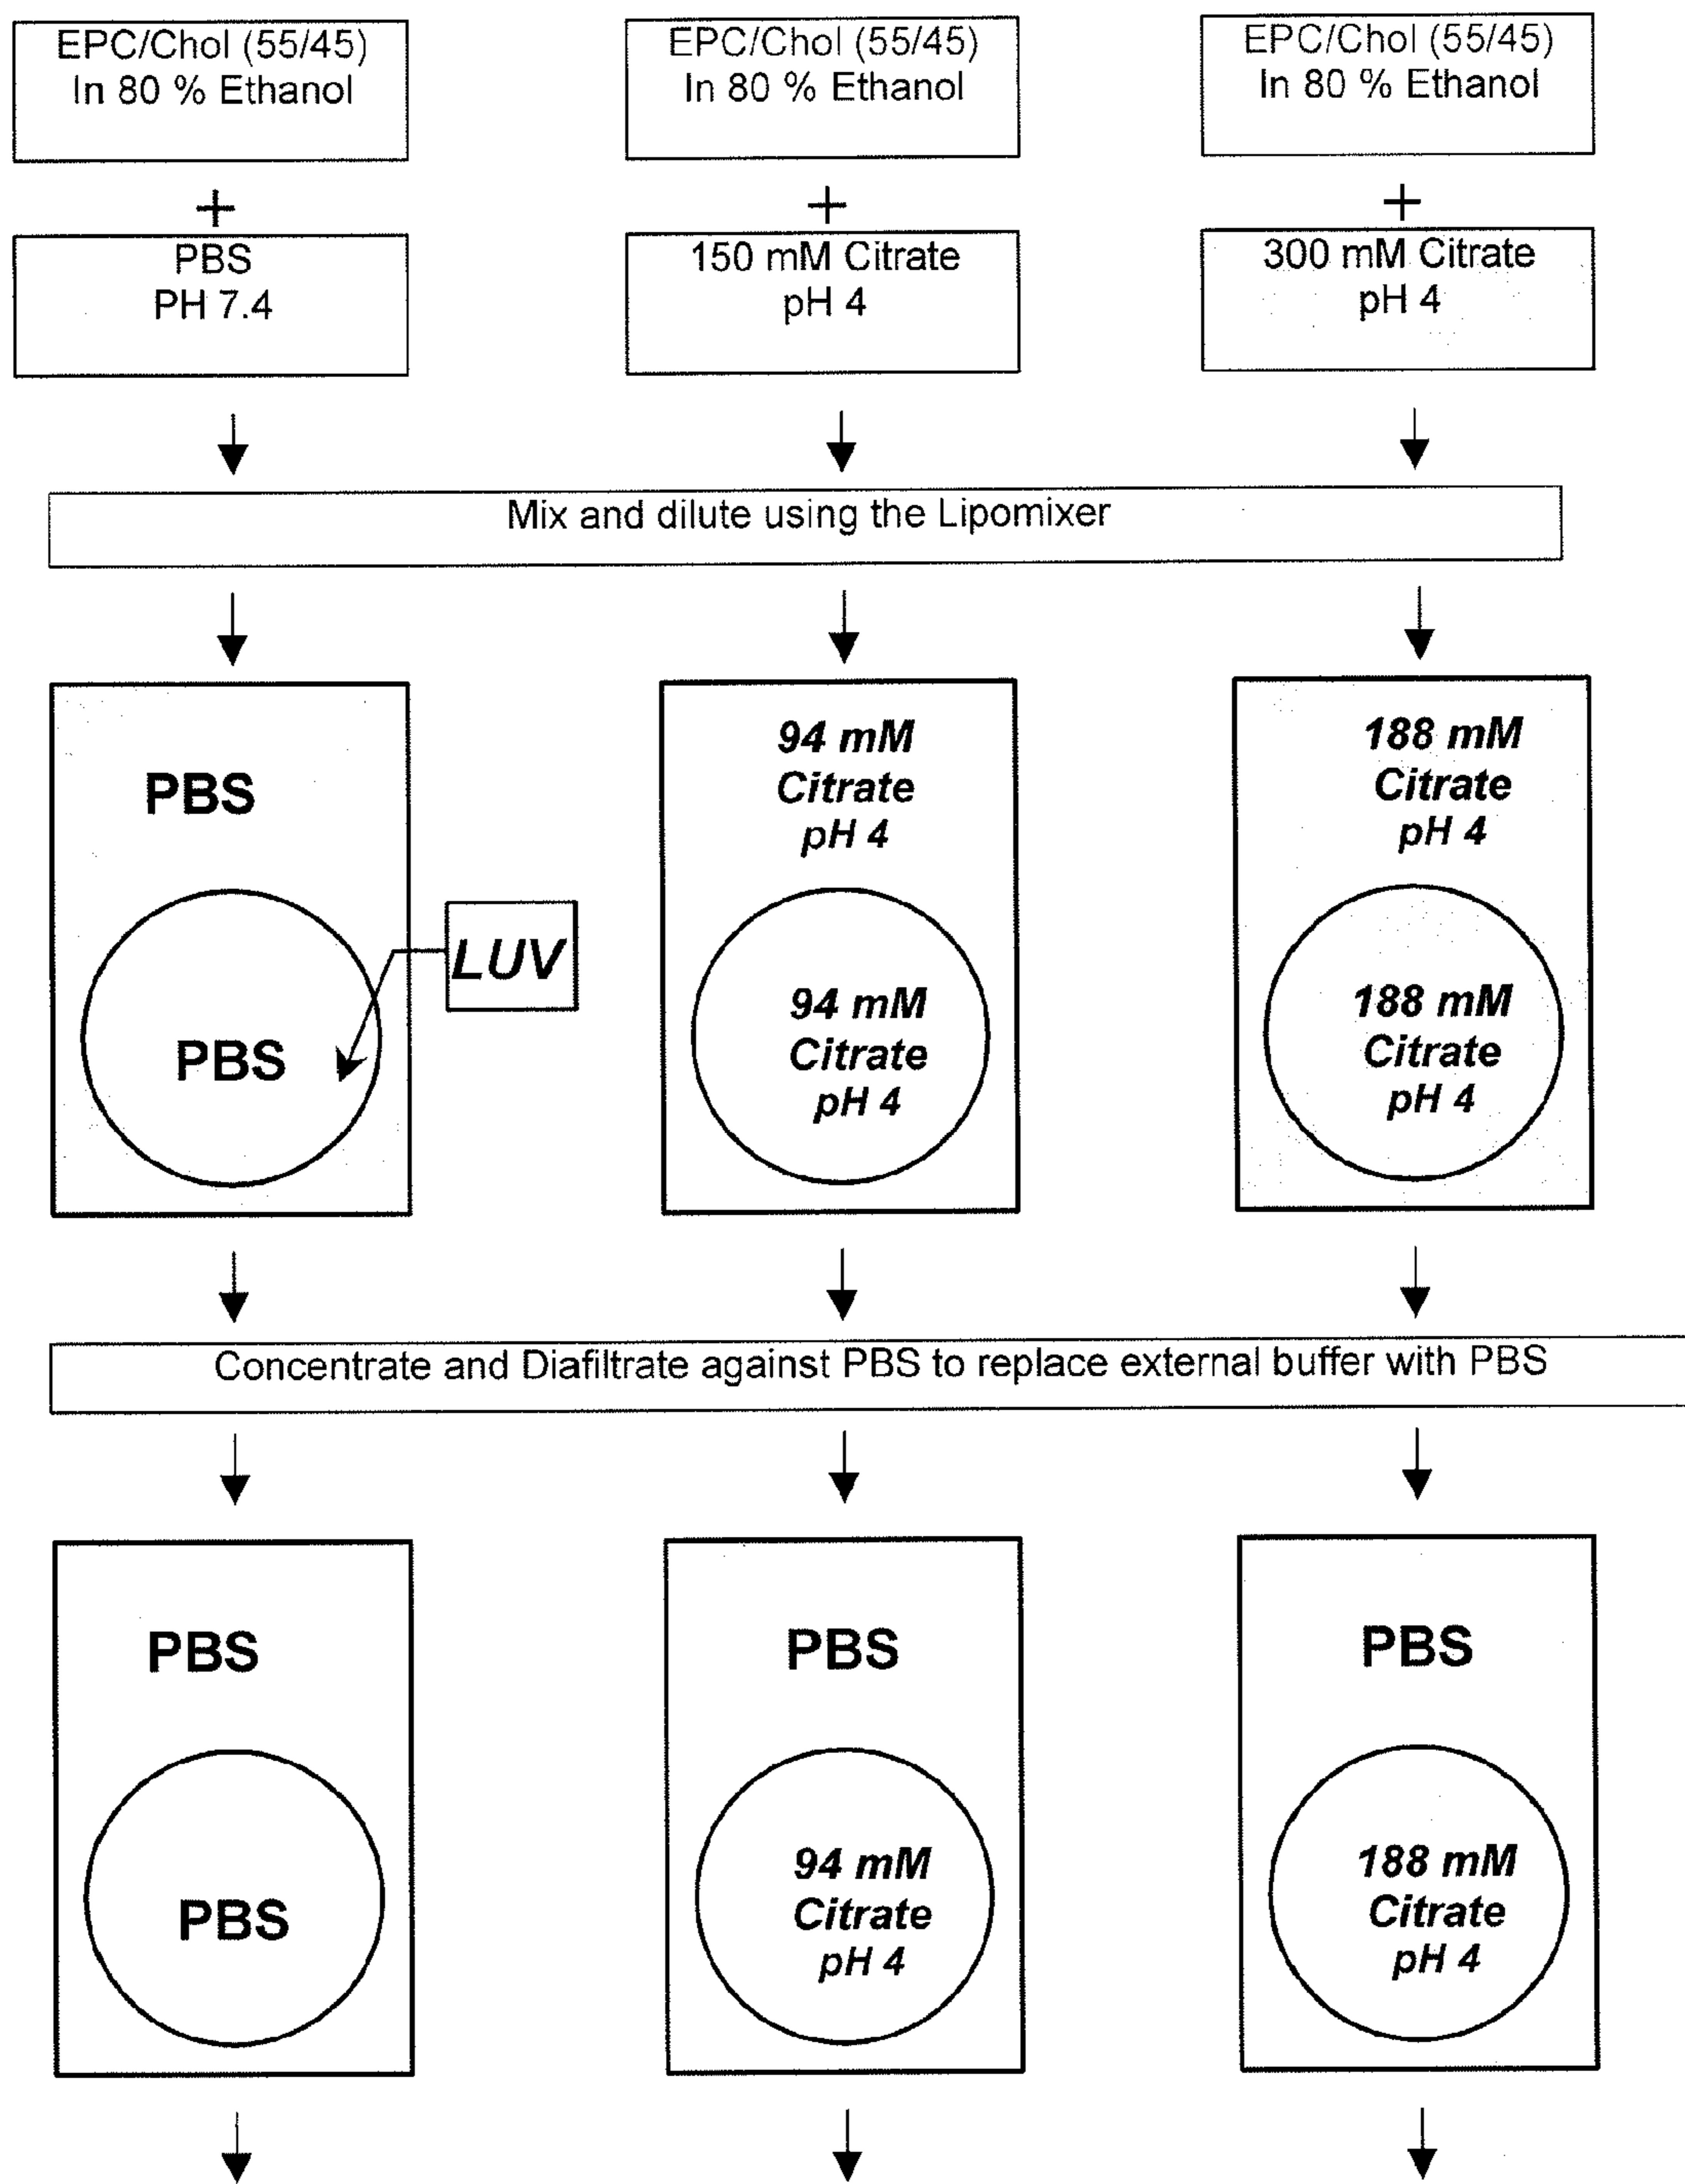 EPC/Chol (55/45)
In 80 % Ethanol
EPC/Chol (55/45)
In 80 % Ethanol
EPC/Chol (55/45)
In 80 % Ethanol
+
+
+
PBS
PH 7.4
150 mM Citrate
pH 4
300 mM Citrate
pH 4
Mix and dilute using the Lipomixer
PBS
94 mM
Citrate
pH 4
188 mM
Citrate
pH 4
LUV
PBS
94 mM
Citrate
pH 4
188 mM
Citrate
pH 4
Concentrate and Diafiltrate against PBS to replace external buffer with PBS
PBS
PBS
PBS
PBS
94 mM
Citrate
pH 4
188 mM
Citrate
pH 4